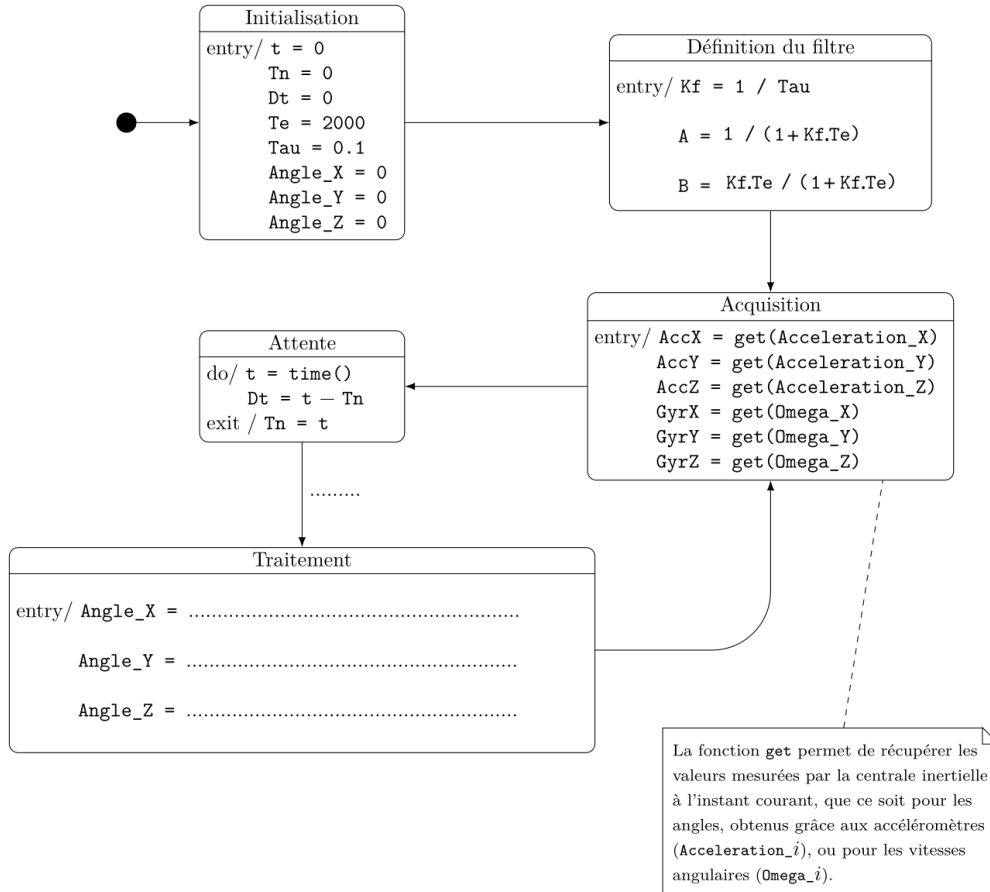 Initialisation
entry/ t = 0
Tn = 0
Dt = 0
Te = 2000
Tau = 0.1
Angle_X = 0
Angle_Y = 0
Angle_Z = 0
Définition du filtre
entry/ Kf = 1 / Tau
A = 1 / (1+Kf.Te)
B = Kf.Te / (1+Kf.Te)
Acquisition
entry/ AccX = get(Acceleration_X)
AccY = get(Acceleration_Y)
AccZ = get(Acceleration_Z)
GyrX = get(Omega_X)
GyrY = get(Omega_Y)
GyrZ = get(Omega_Z)
Attente
do/ t = time()
Dt = t − Tn
exit / Tn = t
.........
Traitement
entry/ Angle_X = ............................................................
Angle_Y = ............................................................
Angle_Z = ............................................................
La fonction get permet de récupérer les
valeurs mesurées par la centrale inertielle
à l'instant courant, que ce soit pour les
angles, obtenus grâce aux accéléromètres
(Acceleration_i), ou pour les vitesses
angulaires (Omega_i).